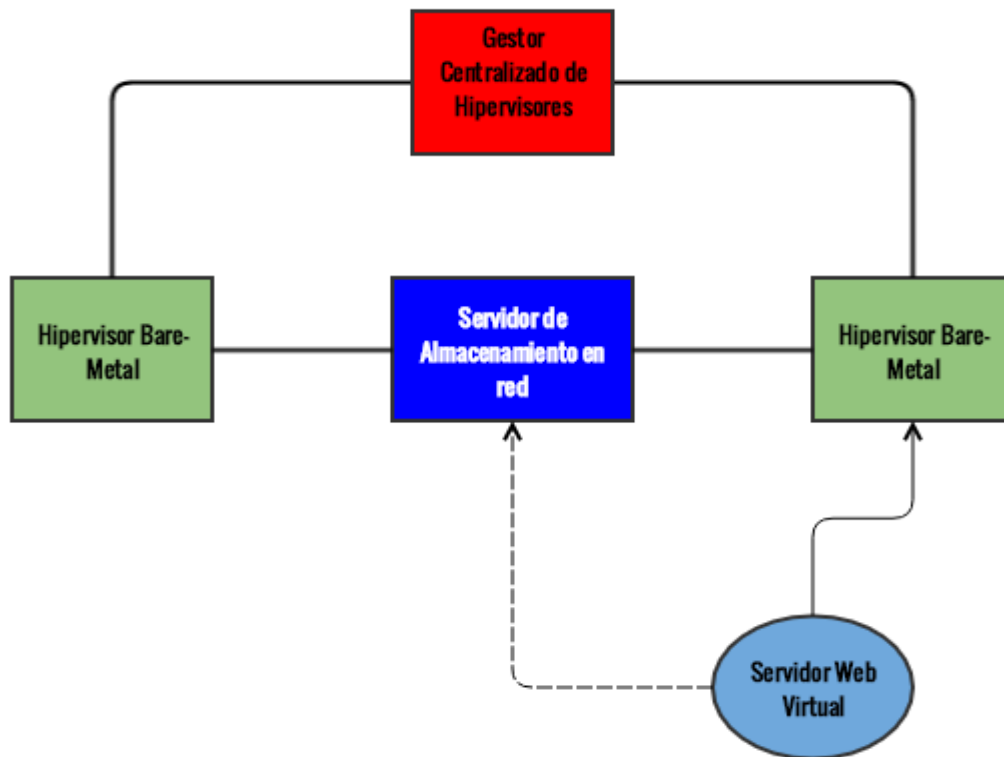 Gestor
Centralizado de
Hipervisores
Hipervisor Bare-
Metal
Servidor de
Almacenamiento en
red
Hipervisor Bare-
Metal
Servidor Web
Virtual